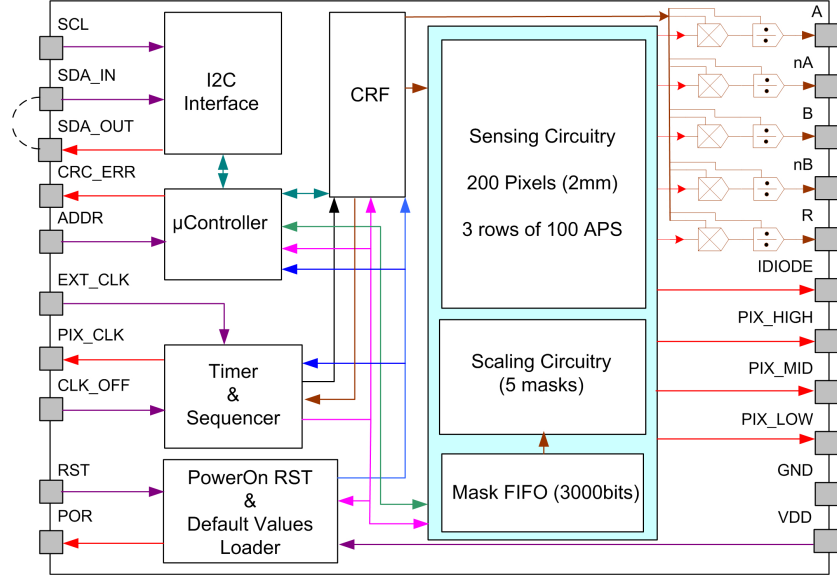 SCL
SDA_IN
SDA_OUT
CRC_ERR
ADDR
EXT_CLK
PIX_CLK
CLK_OFF
RST
POR
I2C
Interface
µController
Timer
&
Sequencer
PowerOn RST
&
Default Values
Loader
CRF
Sensing Circuitry
200 Pixels (2mm)
3 rows of 100 APS
Scaling Circuitry
(5 masks)
Mask FIFO (3000bits)
A
nA
B
nB
R
IDIODE
PIX_HIGH
PIX_MID
PIX_LOW
GND
VDD